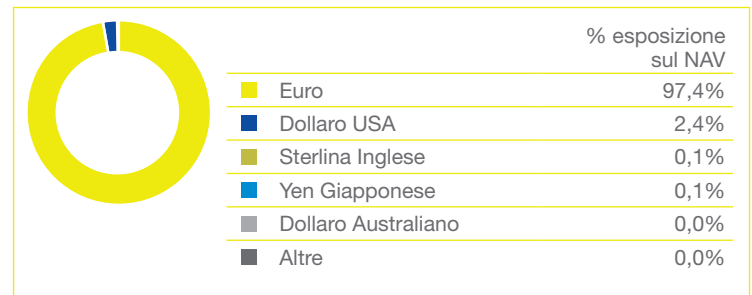 % esposizione
sul NAV
Euro 97,4%
Dollaro USA 2,4%
Sterlina Inglese 0,1%
Yen Giapponese 0,1%
Dollaro Australiano 0,0%
Altre 0,0%